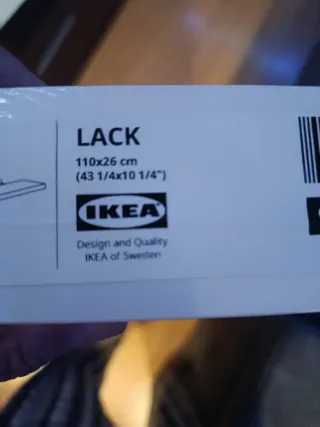 LACK
110x26 cm
(43 1/4x10 1/4")
IKEA
Design and Quality
IKEA of Sweden